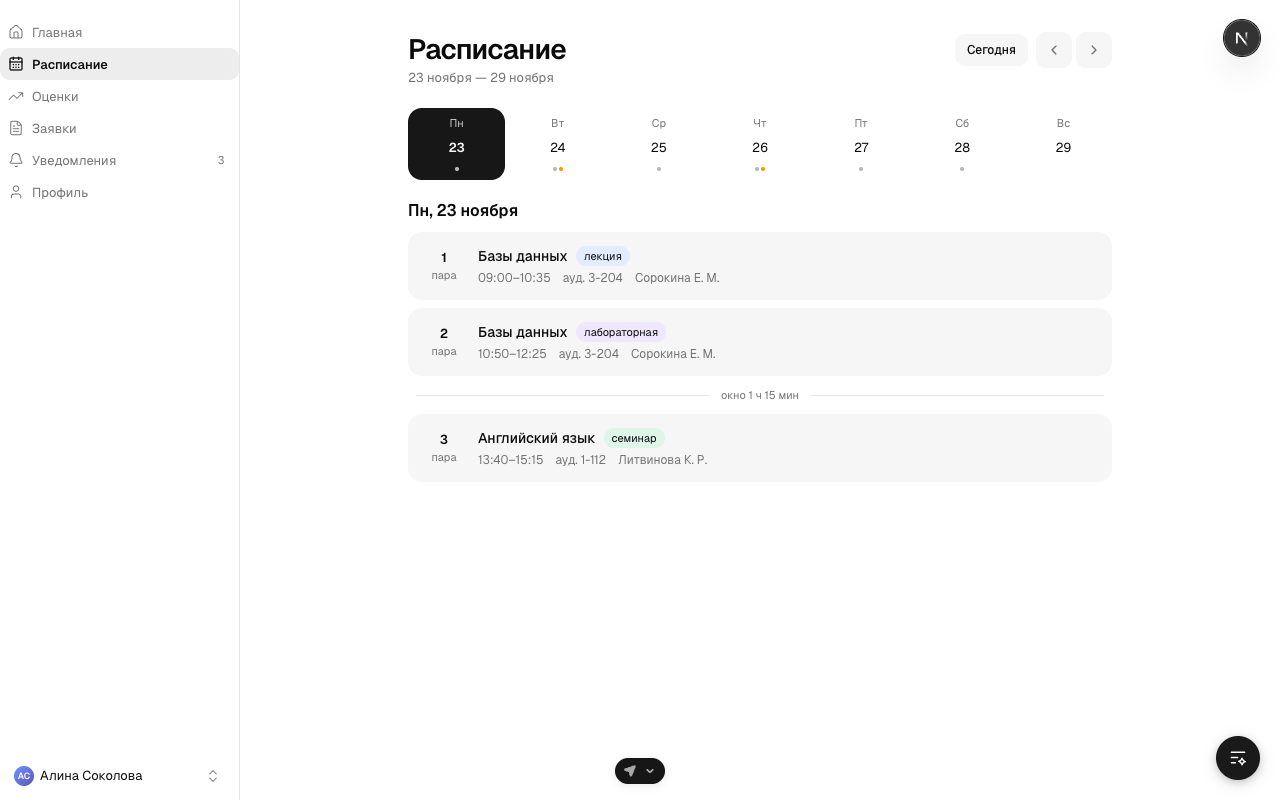 Главная
Расписание
Оценки
Заявки
Уведомления 3
Профиль
Расписание
23 ноября — 29 ноября
Сегодня
N
Пн Вт Ср Чт Пт Сб Вс
23 24 25 26 27 28 29
Пн, 23 ноября
1 пара
Базы данных лекция
09:00–10:35 ауд. 3-204 Сорокина Е. М.
2 пара
Базы данных лабораторная
10:50–12:25 ауд. 3-204 Сорокина Е. М.
окно 1 ч 15 мин
3 пара
Английский язык семинар
13:40–15:15 ауд. 1-112 Литвинова К. Р.
АС Алина Соколова